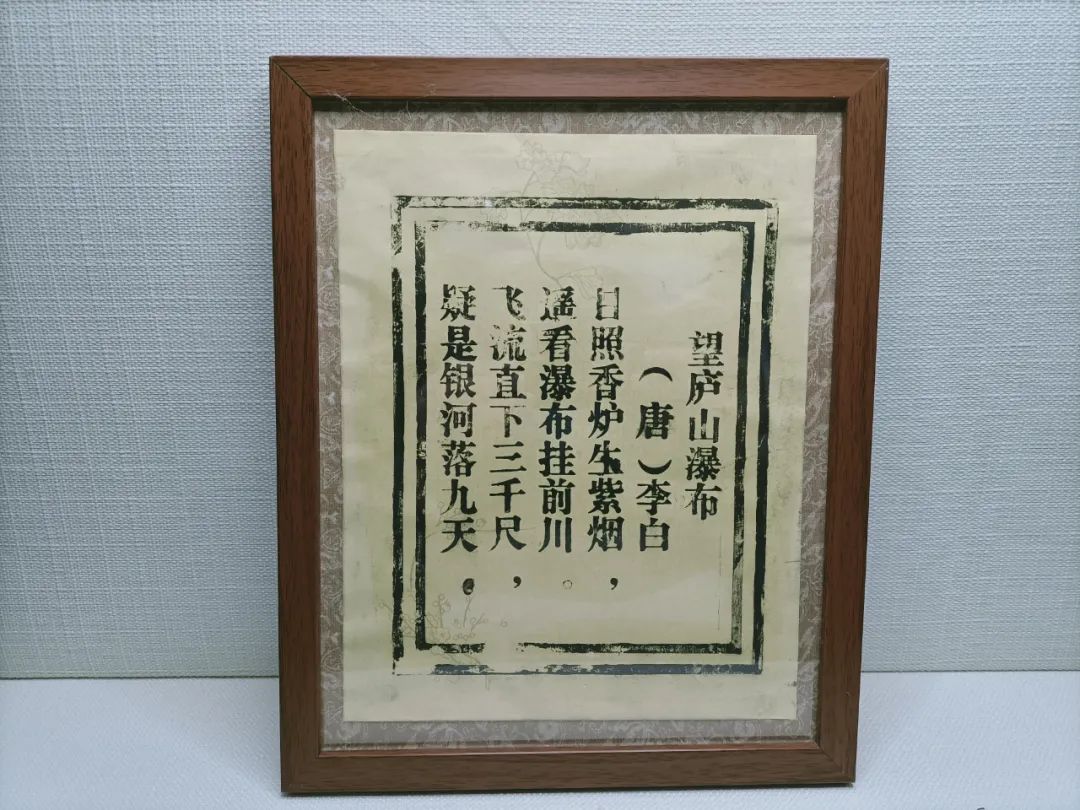 望庐山瀑布
（唐）李白
日照香炉生紫烟，
遥看瀑布挂前川。
飞流直下三千尺，
疑是银河落九天。